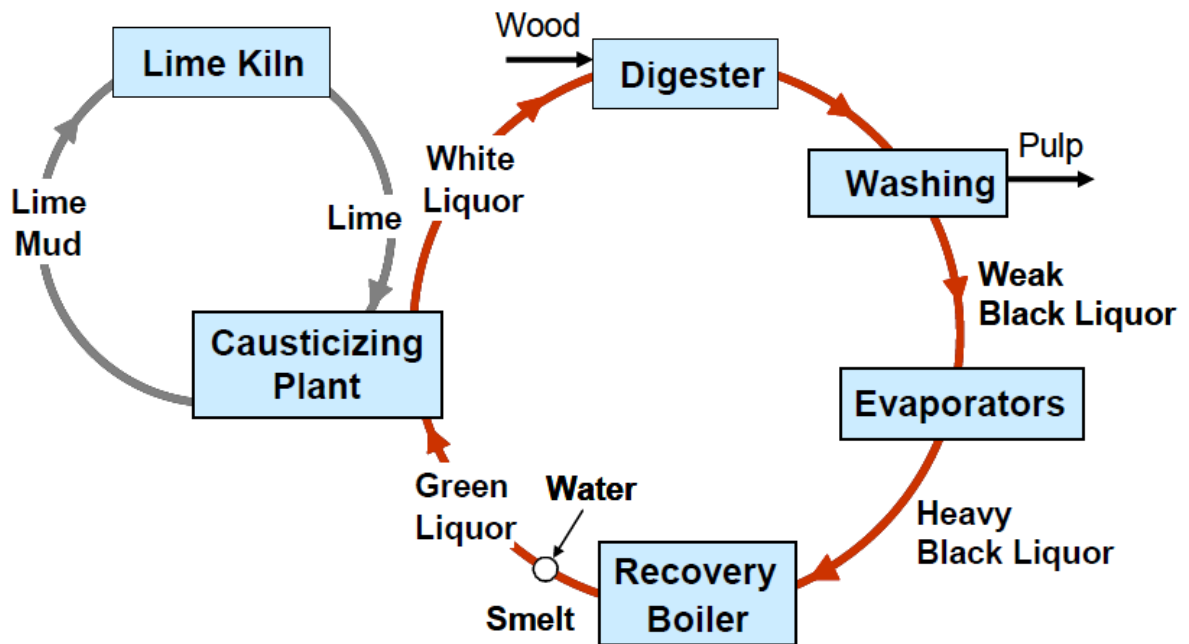 Wood
Lime Kiln
Digester
White
Liquor
Pulp
Washing
Lime
Mud
Lime
Weak
Black Liquor
Causticizing
Plant
Evaporators
Green
Liquor
Water
Heavy
Black Liquor
Recovery
Boiler
Smelt